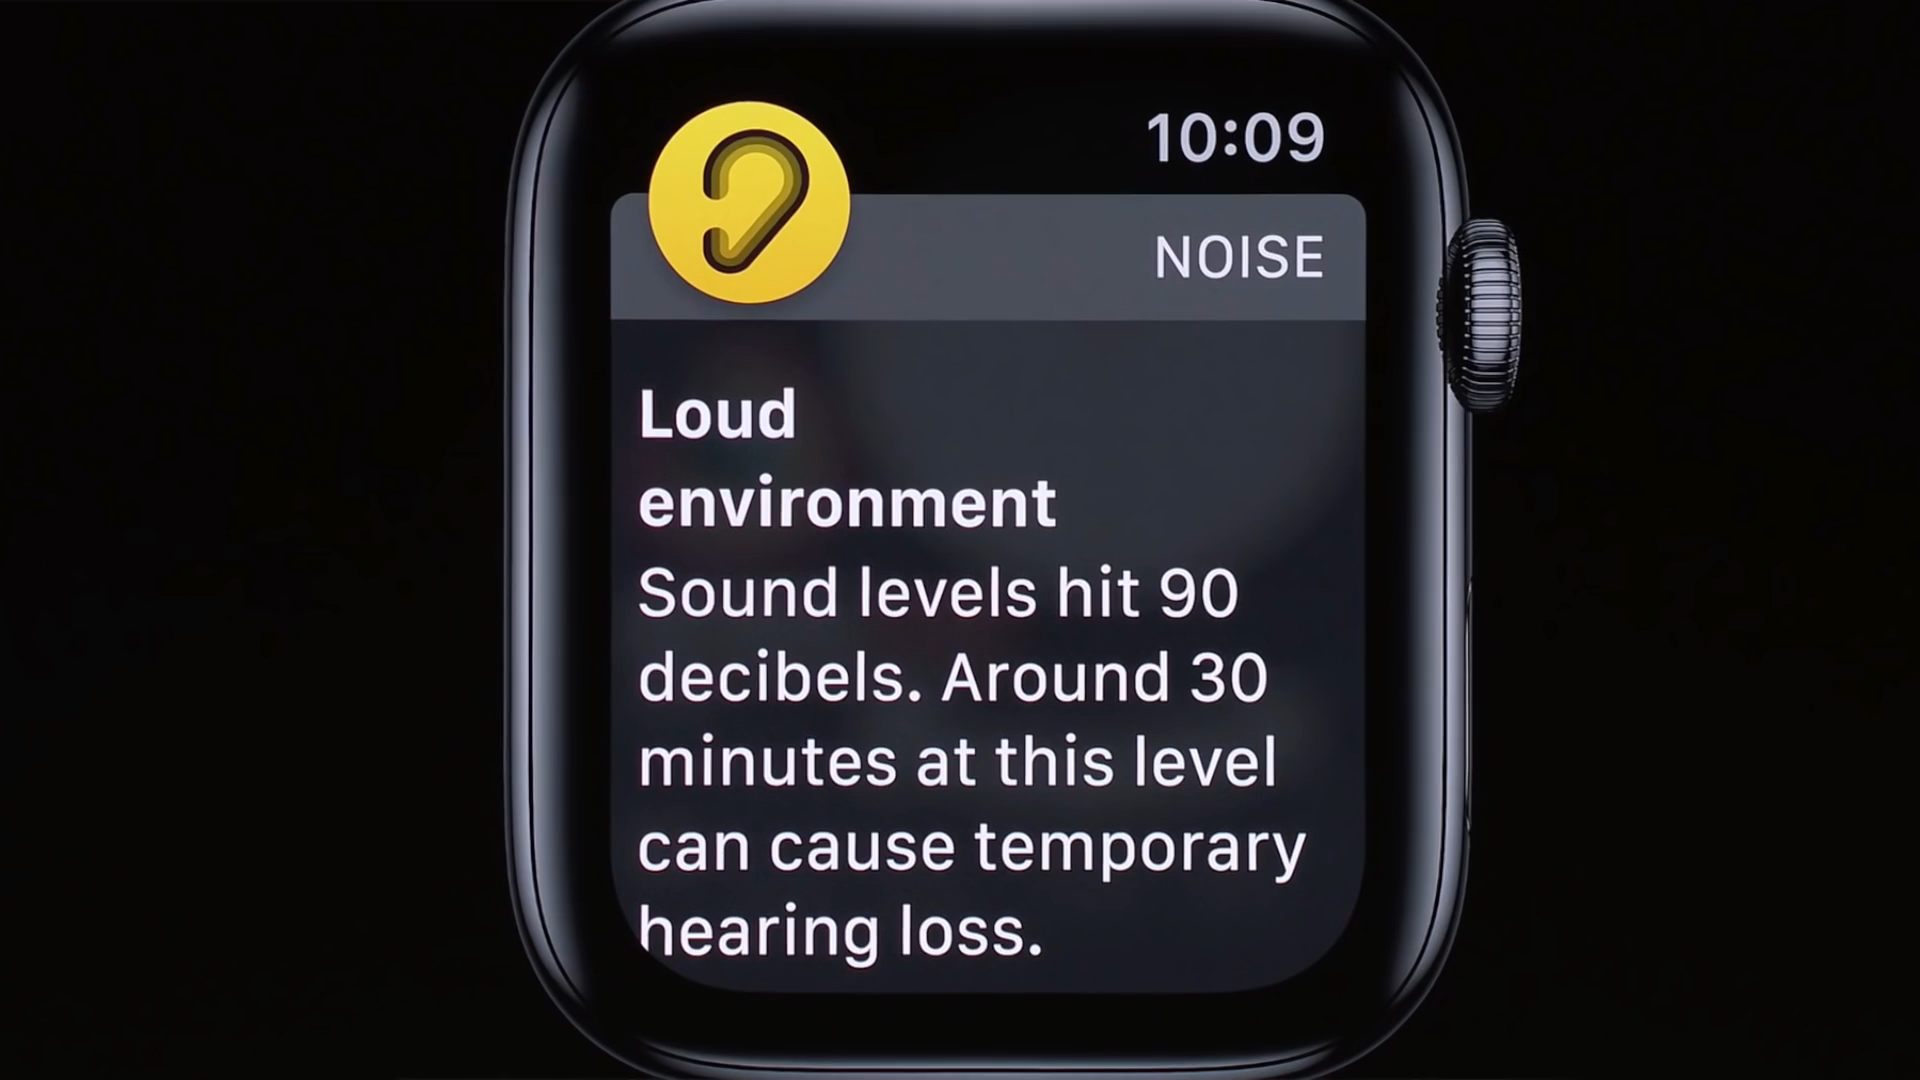 10:09
NOISE
Loud
environment
Sound levels hit 90
decibels. Around 30
minutes at this level
can cause temporary
hearing loss.